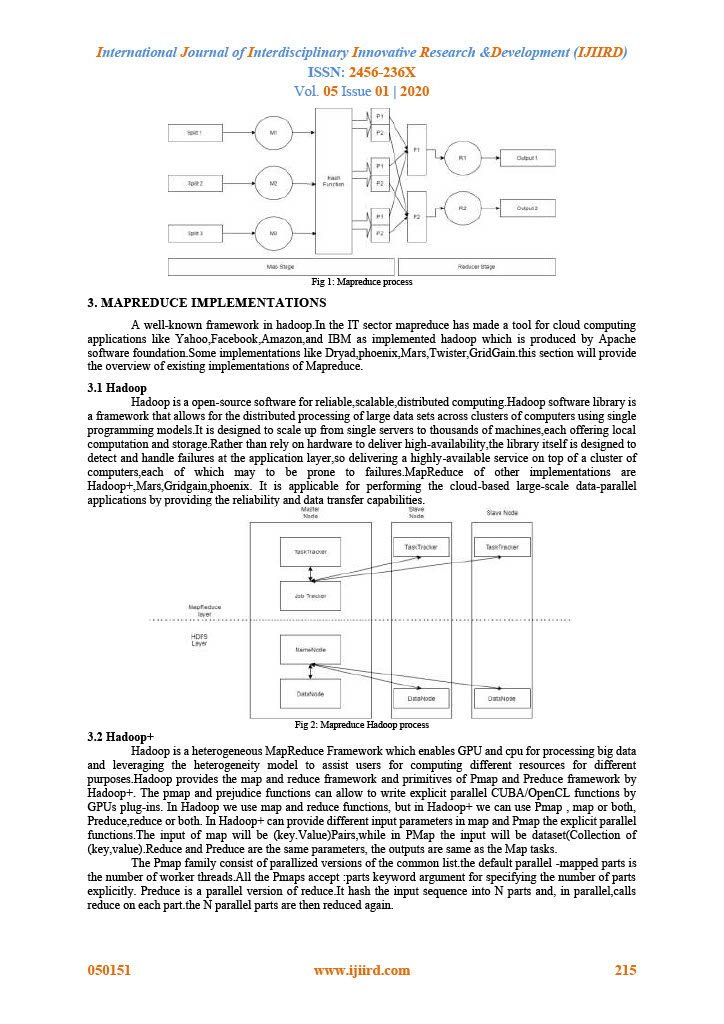 International Journal of Interdisciplinary Innovative Research &Development (IJIIRD)
ISSN: 2456-236X
Vol. 05 Issue 01 | 2020
Split 1
M1
Hash
Function
P1
P2
P1
R1
Output 1
Split 2
M2
P1
P2
P2
R2
Output 2
Split 3
M3
P1
P2
Map Stage
Reducer Stage
Fig 1: Mapreduce process
3. MAPREDUCE IMPLEMENTATIONS
A well-known framework in hadoop.In the IT sector mapreduce has made a tool for cloud computing
applications like Yahoo,Facebook,Amazon,and IBM as implemented hadoop which is produced by Apache
software foundation.Some implementations like Dryad,phoenix,Mars,Twister,GridGain.this section will provide
the overview of existing implementations of Mapreduce.
3.1 Hadoop
Hadoop is a open-source software for reliable,scalable,distributed computing.Hadoop software library is
a framework that allows for the distributed processing of large data sets across clusters of computers using single
programming models.It is designed to scale up from single servers to thousands of machines,each offering local
computation and storage.Rather than rely on hardware to deliver high-availability,the library itself is designed to
detect and handle failures at the application layer,so delivering a highly-available service on top of a cluster of
computers,each of which may to be prone to failures.MapReduce of other implementations are
Hadoop+,Mars,Gridgain,phoenix. It is applicable for performing the cloud-based large-scale data-parallel
applications by providing the reliability and data transfer capabilities.
Master
Node
Slave
Node
Slave Node
TaskTracker
TaskTracker
TaskTracker
Job Tracker
MapReduce
layer
HDFS
Layer
NameNode
DataNode
DataNode
DataNode
Fig 2: Mapreduce Hadoop process
3.2 Hadoop+
Hadoop is a heterogeneous MapReduce Framework which enables GPU and cpu for processing big data
and leveraging the heterogeneity model to assist users for computing different resources for different
purposes.Hadoop provides the map and reduce framework and primitives of Pmap and Preduce framework by
Hadoop+. The pmap and prejudice functions can allow to write explicit parallel CUBA/OpenCL functions by
GPUs plug-ins. In Hadoop we use map and reduce functions, but in Hadoop+ we can use Pmap , map or both,
Preduce,reduce or both. In Hadoop+ can provide different input parameters in map and Pmap the explicit parallel
functions.The input of map will be (key.Value)Pairs,while in PMap the input will be dataset(Collection of
(key,value).Reduce and Preduce are the same parameters, the outputs are same as the Map tasks.
The Pmap family consist of parallized versions of the common list.the default parallel -mapped parts is
the number of worker threads.All the Pmaps accept :parts keyword argument for specifying the number of parts
explicitly. Preduce is a parallel version of reduce.It hash the input sequence into N parts and, in parallel,calls
reduce on each part.the N parallel parts are then reduced again.
050151
www.ijiird.com
215